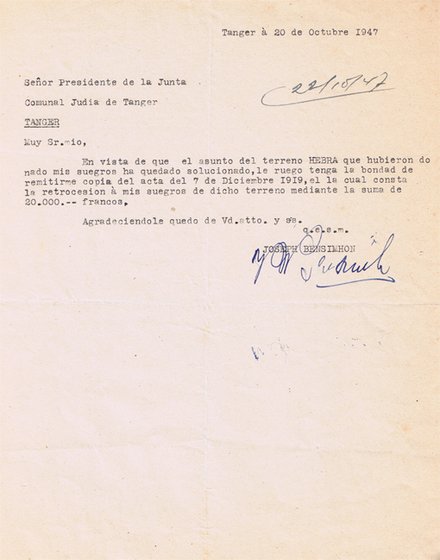 Tanger à 20 de Octubre 1947
22/10/47
Señor Presidente de la Junta
Comunal Judia de Tanger
TANGER
Muy Sr.mio,
En vista de que el asunto del terreno HEBRA que hubieron do
nado mis suegros ha quedado solucionado,le ruego tenga la bondad de
remitirme copia del acta del 7 de Diciembre I9I9,el la cual consta
la retrocesion à mis suegros de dicho terreno mediante la suma de
20.000.-- francos,
Agradeciendole quedo de Vd.atto. y ss.
q.e.s.m.
JOSEPH BENSIMHON